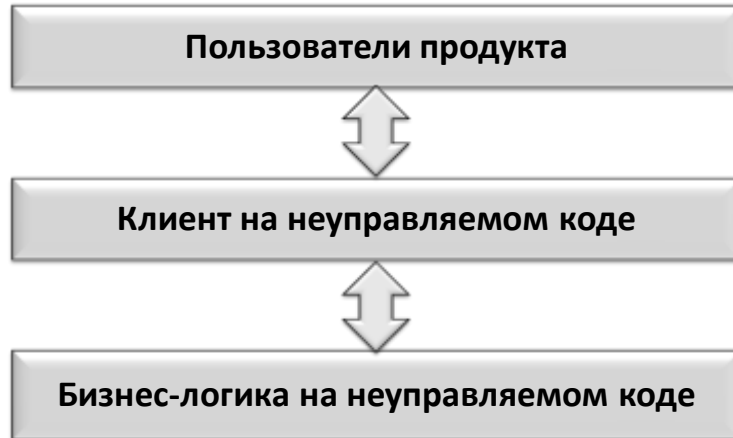 Пользователи продукта
Клиент на неуправляемом коде
Бизнес-логика на неуправляемом коде